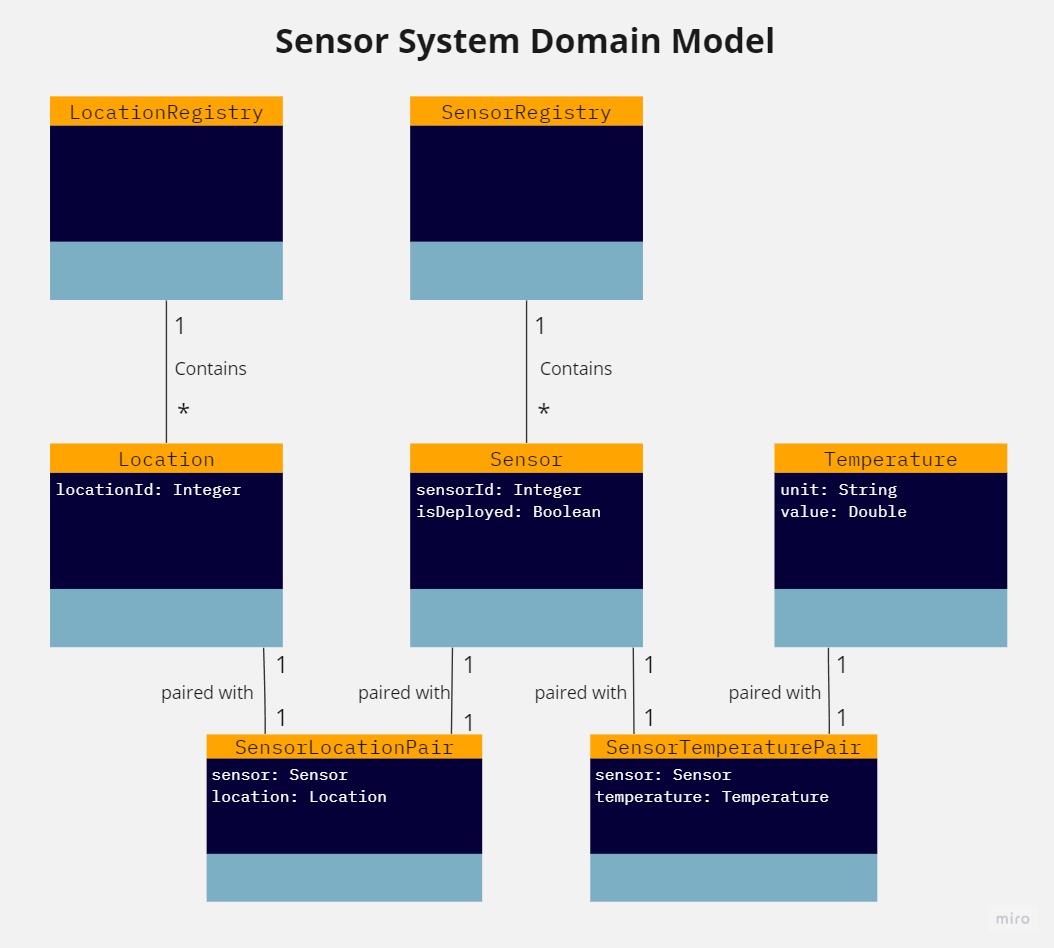 Sensor System Domain Model
LocationRegistry
SensorRegistry
1
Contains
*
1
Contains
*
Location
locationId: Integer
Sensor
sensorId: Integer
isDeployed: Boolean
Temperature
unit: String
value: Double
1
paired with
1
1
paired with
1
1
paired with
1
1
paired with
1
SensorLocationPair
sensor: Sensor
location: Location
SensorTemperaturePair
sensor: Sensor
temperature: Temperature
miro